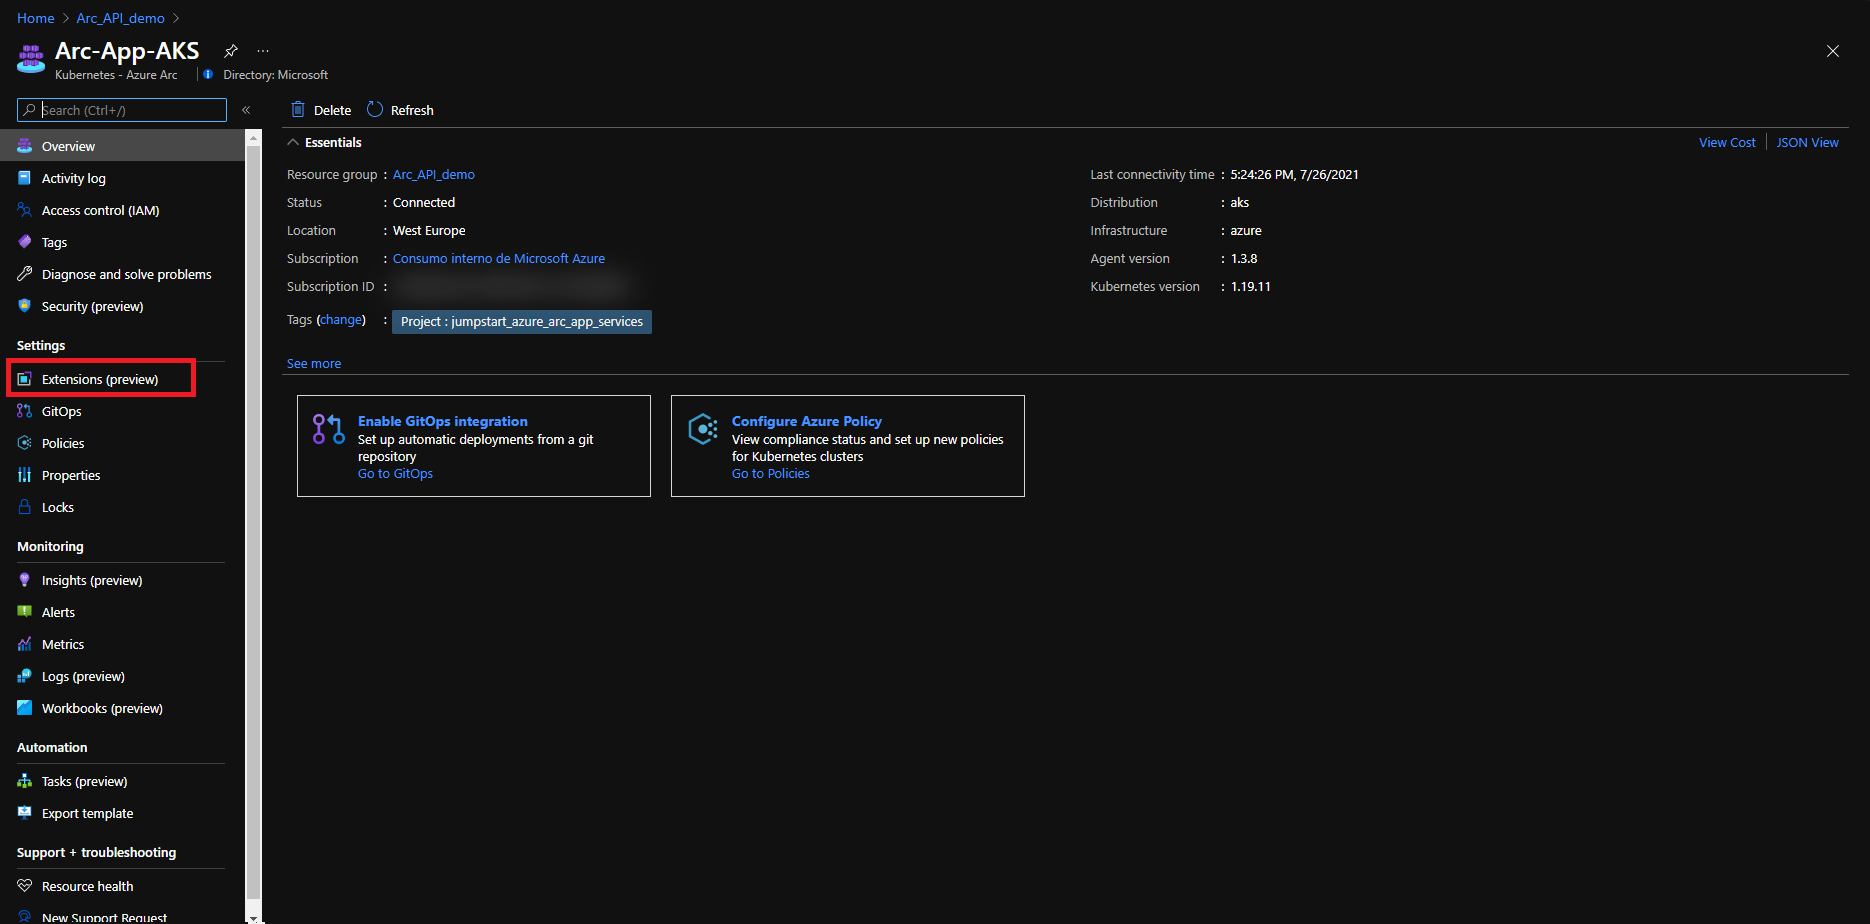 Home > Arc_API_demo >
Arc-App-AKS ...
Kubernetes - Azure Arc | Directory: Microsoft
Search (Ctrl+/) «
Overview
Activity log
Access control (IAM)
Tags
Diagnose and solve problems
Security (preview)
Settings
Extensions (preview)
GitOps
Policies
Properties
Locks
Monitoring
Insights (preview)
Alerts
Metrics
Logs (preview)
Workbooks (preview)
Automation
Tasks (preview)
Export template
Support + troubleshooting
Resource health
New Support Request
Delete Refresh
Essentials
View Cost | JSON View
Resource group : Arc_API_demo
Status : Connected
Location : West Europe
Subscription : Consumo interno de Microsoft Azure
Subscription ID :
Tags (change) : Project : jumpstart_azure_arc_app_services
See more
Last connectivity time : 5:24:26 PM, 7/26/2021
Distribution : aks
Infrastructure : azure
Agent version : 1.3.8
Kubernetes version : 1.19.11
Enable GitOps integration
Set up automatic deployments from a git
repository
Go to GitOps
Configure Azure Policy
View compliance status and set up new policies
for Kubernetes clusters
Go to Policies